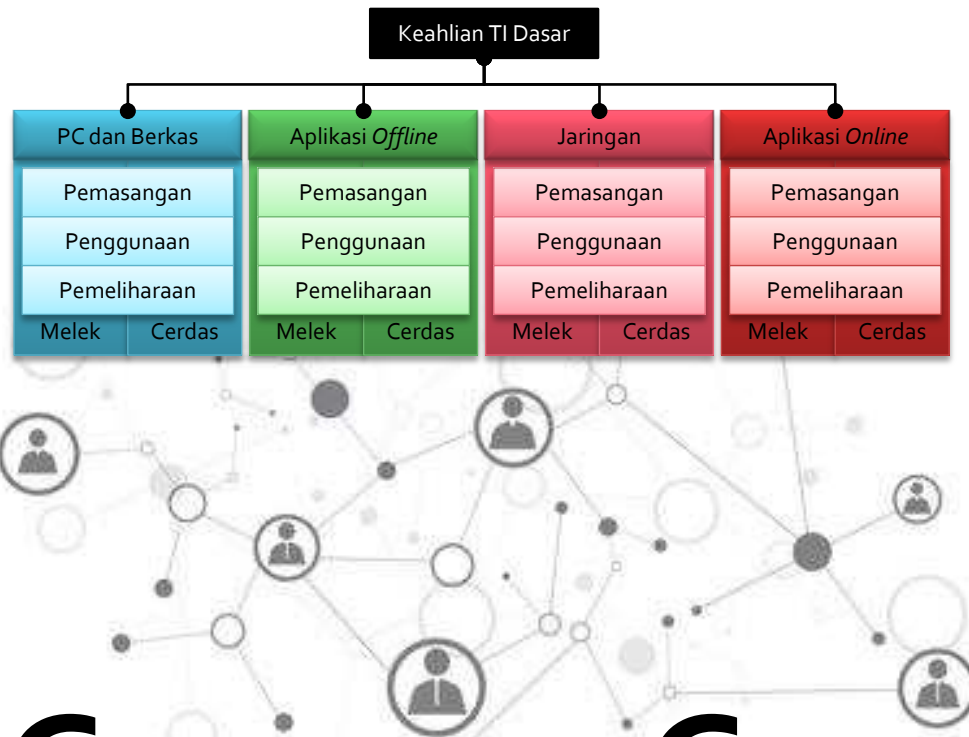 Keahlian TI Dasar
PC dan Berkas
Pemasangan
Penggunaan
Pemeliharaan
Melek Cerdas
Aplikasi Offline
Pemasangan
Penggunaan
Pemeliharaan
Melek Cerdas
Jaringan
Pemasangan
Penggunaan
Pemeliharaan
Melek Cerdas
Aplikasi Online
Pemasangan
Penggunaan
Pemeliharaan
Melek Cerdas